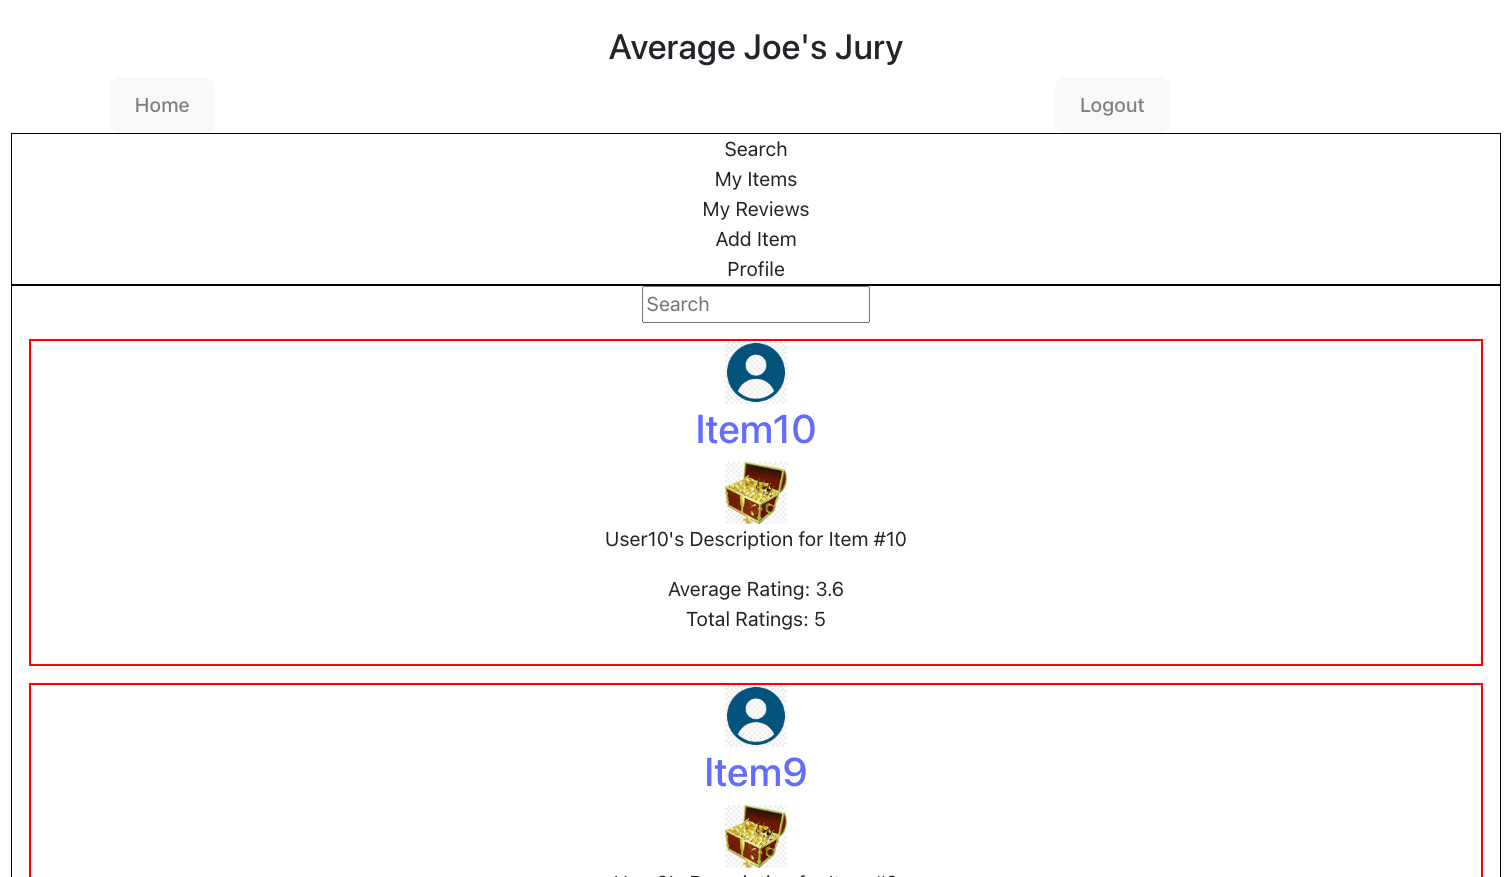 Average Joe's Jury
Home
Logout
Search
My Items
My Reviews
Add Item
Profile
Search
Item10
User10's Description for Item #10
Average Rating: 3.6
Total Ratings: 5
Item9